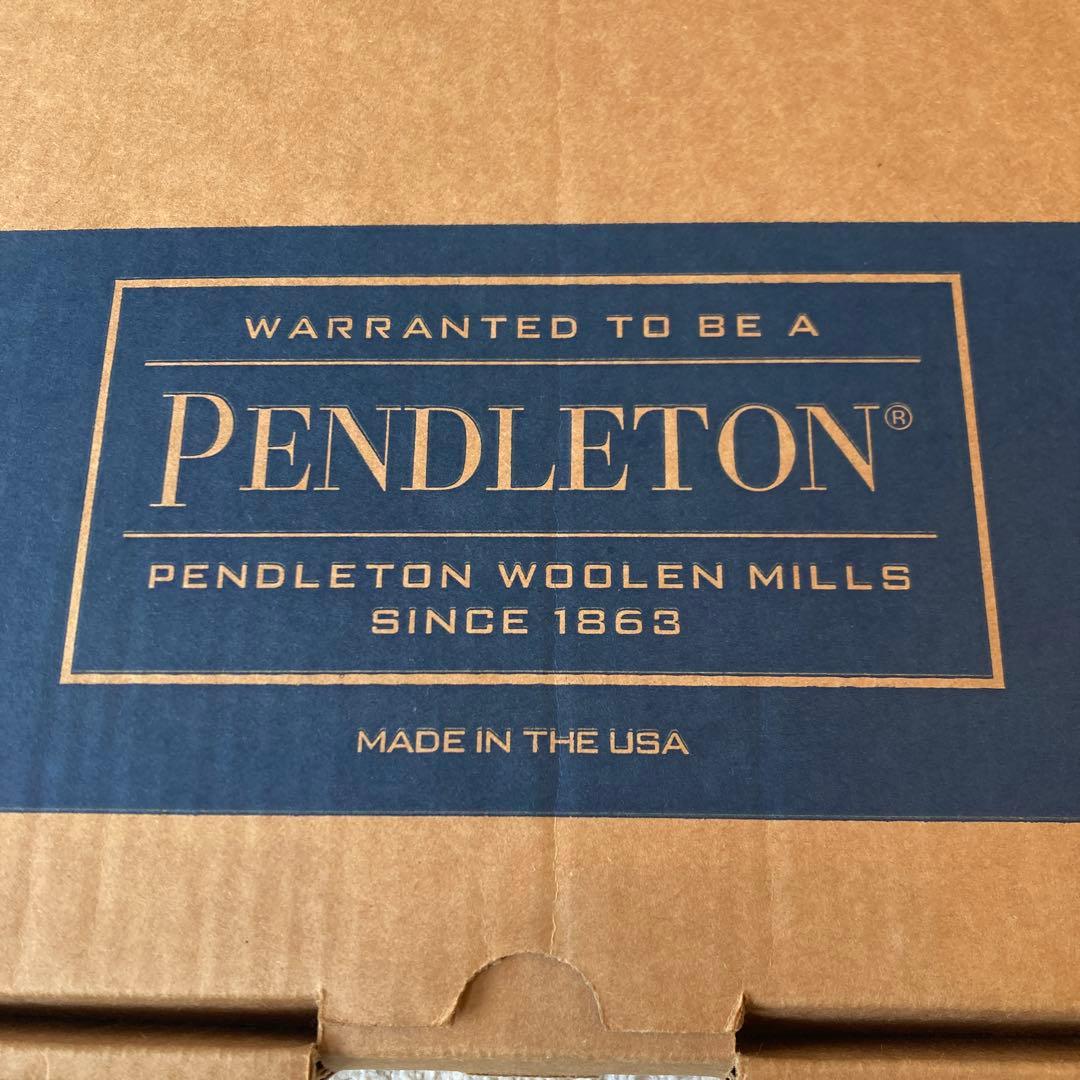 WARRANTED TO BE A
PENDLETON®
PENDLETON WOOLEN MILLS
SINCE 1863
MADE IN THE USA